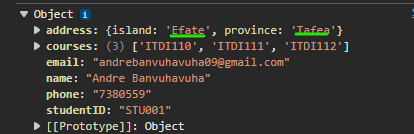 Object i
address: {island: 'Efate', province: 'Tafea'}
courses: (3) ['ITDI110', 'ITDI111', 'ITDI112']
email: "andrebanvuhavuha09@gmail.com"
name: "Andre Banvuhavuha"
phone: "7380559"
studentID: "STU001"
[[Prototype]]: Object